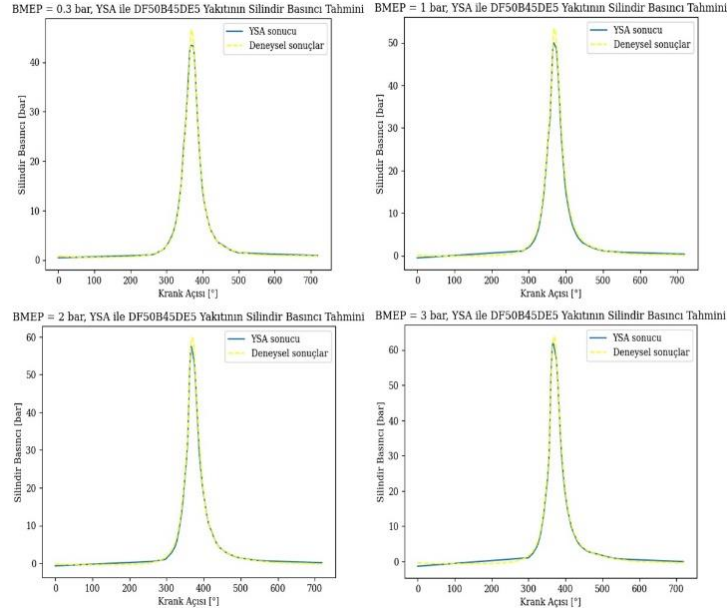 BMEP = 0.3 bar, YSA ile DF50B45DE5 Yakıtının Silindir Basıncı Tahmini
YSA sonucu
Deneysel sonuçlar
Silindir Basıncı [bar]
40
30
20
10
0
0 100 200 300 400 500 600 700
Krank Açısı [°]
BMEP = 1 bar, YSA ile DF50B45DE5 Yakıtının Silindir Basıncı Tahmini
YSA sonucu
Deneysel sonuçlar
Silindir Basıncı [bar]
50
40
30
20
10
0
0 100 200 300 400 500 600 700
Krank Açısı [°]
BMEP = 2 bar, YSA ile DF50B45DE5 Yakıtının Silindir Basıncı Tahmini
YSA sonucu
Deneysel sonuçlar
Silindir Basıncı [bar]
60
50
40
30
20
10
0
0 100 200 300 400 500 600 700
Krank Açısı [°]
BMEP = 3 bar, YSA ile DF50B45DE5 Yakıtının Silindir Basıncı Tahmini
YSA sonucu
Deneysel sonuçlar
Silindir Basıncı [bar]
60
50
40
30
20
10
0
0 100 200 300 400 500 600 700
Krank Açısı [°]